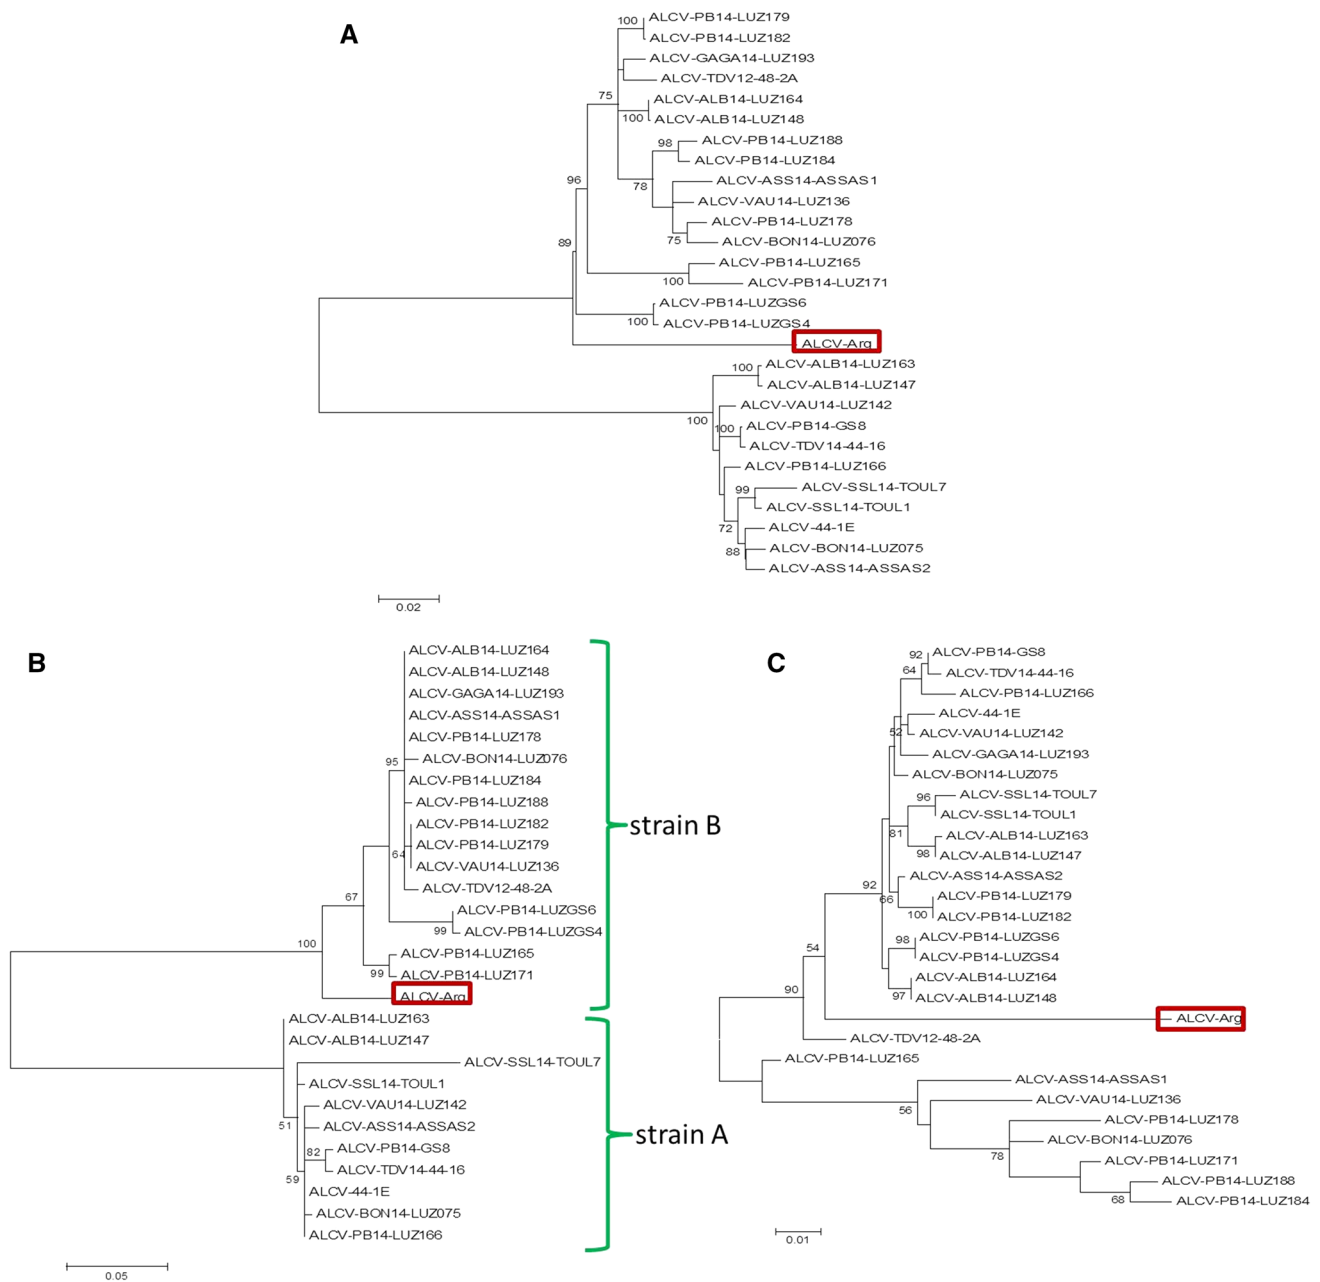 A
100
ALCV-PB14-LUZ179
ALCV-PB14-LUZ182
ALCV-GAGA14-LUZ193
ALCV-TDV12-48-2A
75
ALCV-ALB14-LUZ164
100
ALCV-ALB14-LUZ148
98
ALCV-PB14-LUZ188
ALCV-PB14-LUZ184
96
78
ALCV-ASS14-ASSAS1
ALCV-VAU14-LUZ136
ALCV-PB14-LUZ178
75
ALCV-BON14-LUZ076
89
ALCV-PB14-LUZ165
100
ALCV-PB14-LUZ171
ALCV-PB14-LUZGS6
100
ALCV-PB14-LUZGS4
ALCV-Arg
100
ALCV-ALB14-LUZ163
ALCV-ALB14-LUZ147
ALCV-VAU14-LUZ142
100
100
ALCV-PB14-GS8
ALCV-TDV14-44-16
ALCV-PB14-LUZ166
99
ALCV-SSL14-TOUL7
ALCV-SSL14-TOUL1
72
ALCV-44-1E
88
ALCV-BON14-LUZ075
ALCV-ASS14-ASSAS2
0.02
B
ALCV-ALB14-LUZ164
ALCV-ALB14-LUZ148
ALCV-GAGA14-LUZ193
ALCV-ASS14-ASSAS1
ALCV-PB14-LUZ178
95
ALCV-BON14-LUZ076
ALCV-PB14-LUZ184
ALCV-PB14-LUZ188
ALCV-PB14-LUZ182
strain B
64
ALCV-PB14-LUZ179
ALCV-VAU14-LUZ136
ALCV-TDV12-48-2A
67
ALCV-PB14-LUZGS6
99
ALCV-PB14-LUZGS4
100
ALCV-PB14-LUZ165
99
ALCV-PB14-LUZ171
ALCV-Arg
ALCV-ALB14-LUZ163
ALCV-ALB14-LUZ147
ALCV-SSL14-TOUL7
ALCV-SSL14-TOUL1
ALCV-VAU14-LUZ142
51
ALCV-ASS14-ASSAS2
strain A
82
ALCV-PB14-GS8
ALCV-TDV14-44-16
59
ALCV-44-1E
ALCV-BON14-LUZ075
ALCV-PB14-LUZ166
0.05
C
92
ALCV-PB14-GS8
64
ALCV-TDV14-44-16
ALCV-PB14-LUZ166
ALCV-44-1E
52
ALCV-VAU14-LUZ142
ALCV-GAGA14-LUZ193
ALCV-BON14-LUZ075
96
ALCV-SSL14-TOUL7
ALCV-SSL14-TOUL1
81
ALCV-ALB14-LUZ163
98
ALCV-ALB14-LUZ147
92
ALCV-ASS14-ASSAS2
66
ALCV-PB14-LUZ179
100
ALCV-PB14-LUZ182
98
ALCV-PB14-LUZGS6
54
ALCV-PB14-LUZGS4
ALCV-ALB14-LUZ164
90
97
ALCV-ALB14-LUZ148
ALCV-Arg
ALCV-TDV12-48-2A
ALCV-PB14-LUZ165
ALCV-ASS14-ASSAS1
56
ALCV-VAU14-LUZ136
ALCV-PB14-LUZ178
ALCV-BON14-LUZ076
78
ALCV-PB14-LUZ171
ALCV-PB14-LUZ188
68
ALCV-PB14-LUZ184
0.01